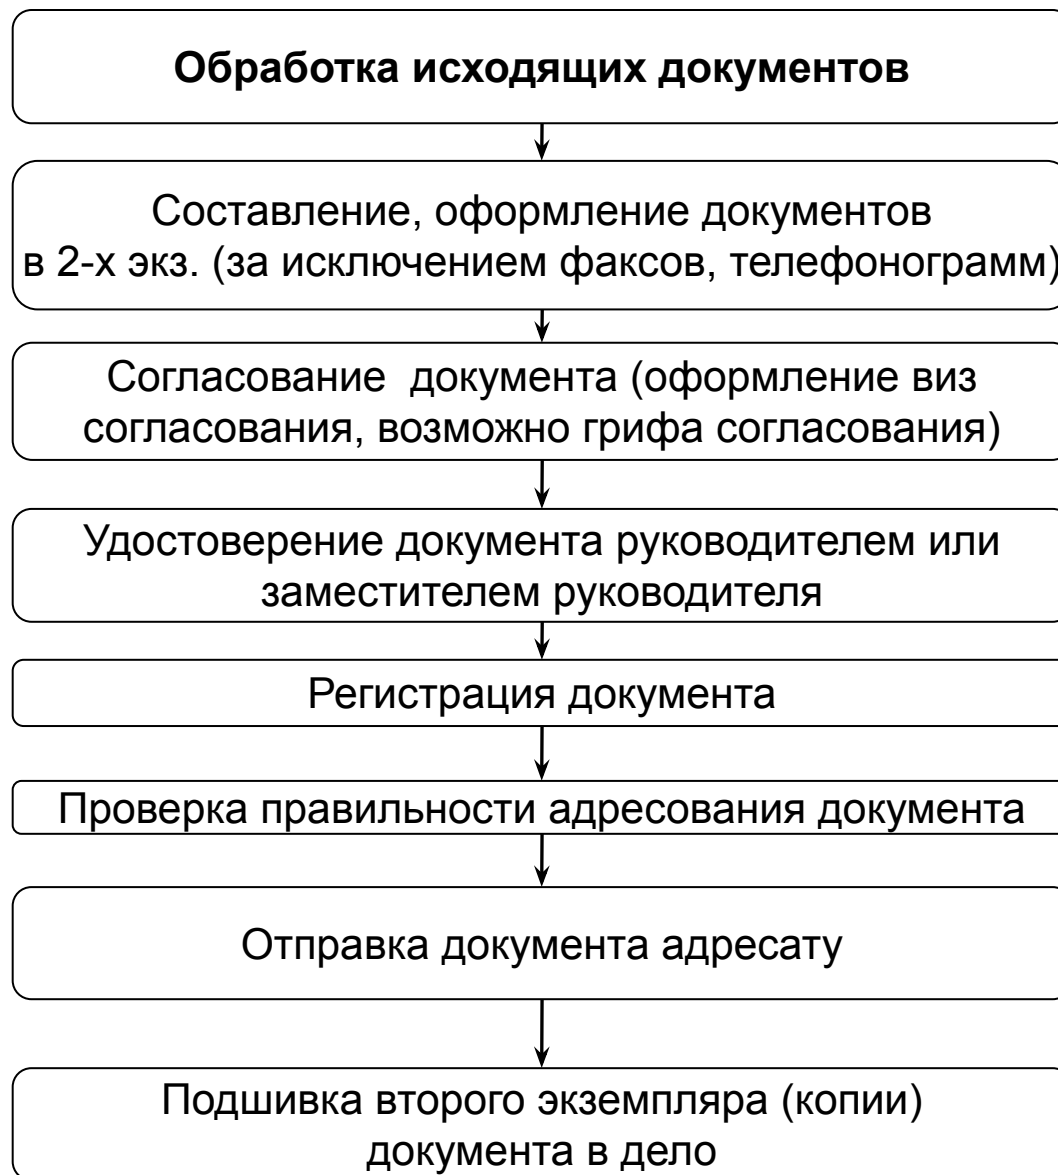 Обработка исходящих документов
Составление, оформление документов
в 2-х экз. (за исключением факсов, телефонограмм)
Согласование  документа (оформление виз
согласования, возможно грифа согласования)
Удостоверение документа руководителем или
заместителем руководителя
Регистрация документа
Проверка правильности адресования документа
Отправка документа адресату
Подшивка второго экземпляра (копии)
документа в дело